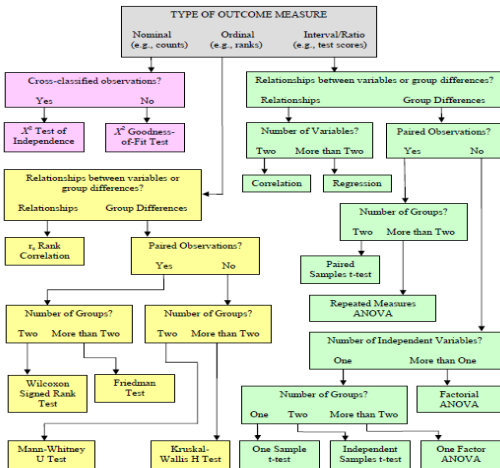 TYPE OF OUTCOME MEASURE
Nominal Ordinal Interval/Ratio
(e.g., counts) (e.g., ranks) (e.g., test scores)
Cross-classified observations?
Yes No
X² Test of
Independence
X² Goodness-
of-Fit Test
Relationships between variables or group differences?
Relationships Group Differences
Number of Variables?
Two More than Two
Paired Observations?
Yes No
Correlation
Regression
Relationships between variables or
group differences?
Relationships Group Differences
rs Rank
Correlation
Paired Observations?
Yes No
Number of Groups?
Two More than Two
Paired
Samples t-test
Repeated Measures
ANOVA
Number of Groups?
Two More than Two
Number of Groups?
Two More than Two
Number of Independent Variables?
One More than One
Wilcoxon
Signed Rank
Test
Friedman
Test
Number of Groups?
One Two More than Two
Factorial
ANOVA
Mann-Whitney
U Test
Kruskal-
Wallis H Test
One Sample
t-test
Independent
Samples t-test
One Factor
ANOVA